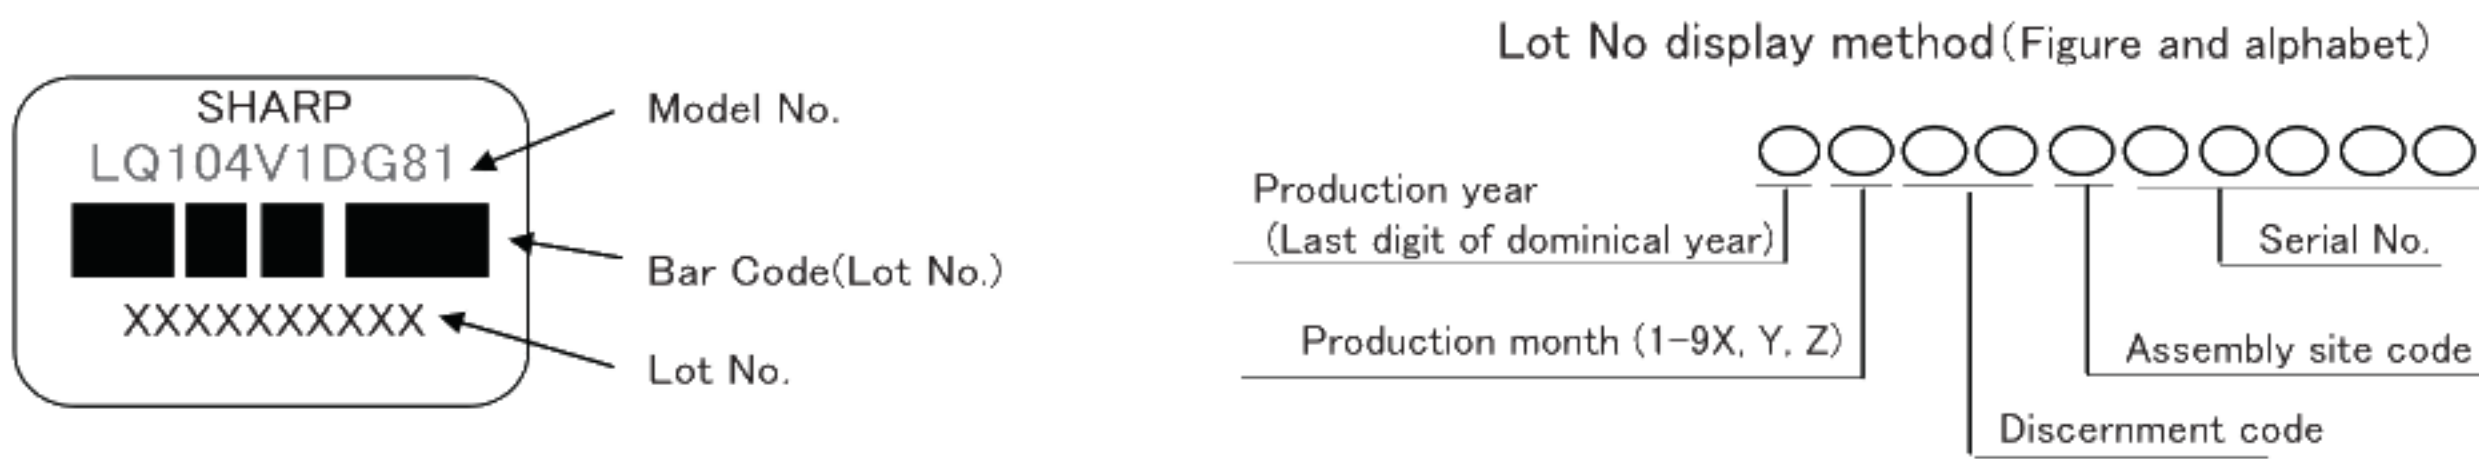 SHARP
LQ104V1DG81
XXXXXXXXXX
Model No.
Bar Code(Lot No.)
Lot No.
Lot No display method(Figure and alphabet)
Production year
(Last digit of dominical year)
Production month (1-9X, Y, Z)
Serial No.
Assembly site code
Discernment code